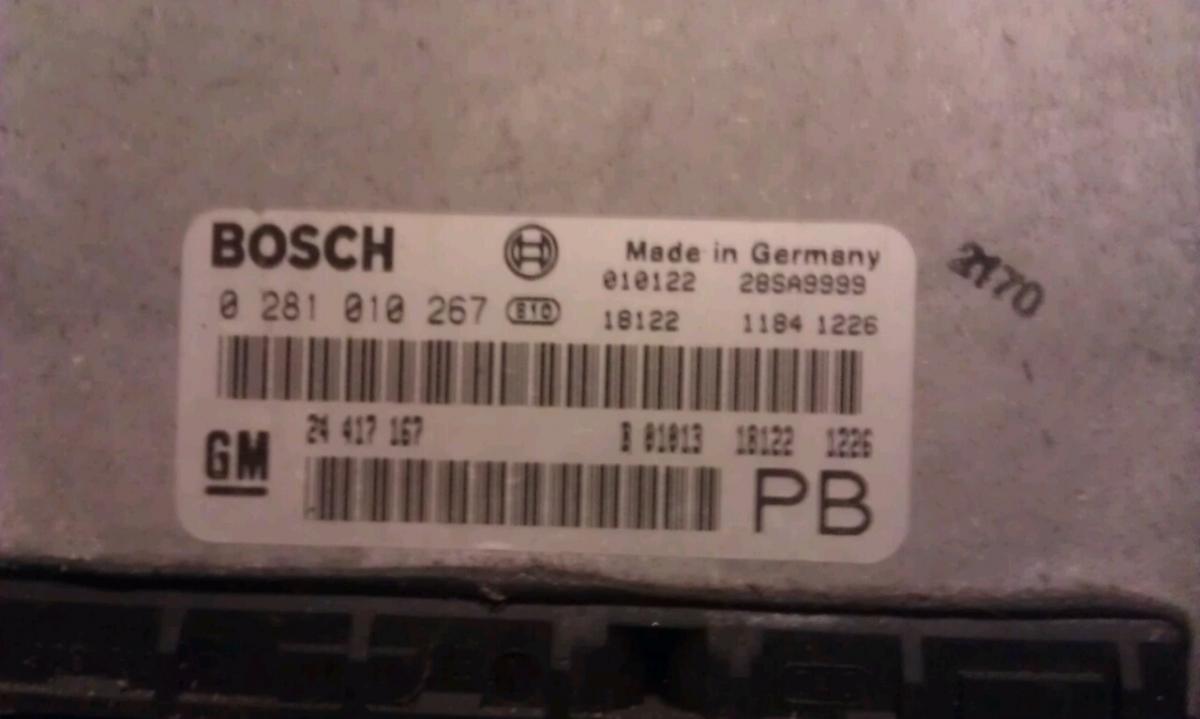 BOSCH
Made in Germany
010122 28SA9999
0 281 010 267 E10
18122 1184 1226
24 417 167 B 01013 18122 1226
GM
PB